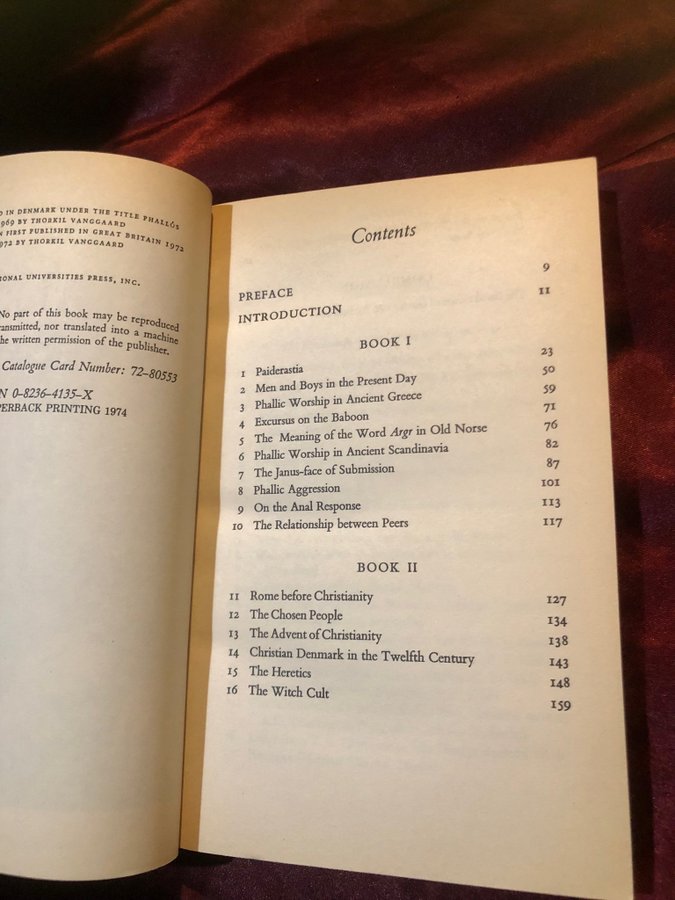 IN DENMARK UNDER THE TITLE PHALLÓS
1969 BY THORKIL VANGGAARD
FIRST PUBLISHED IN GREAT BRITAIN 1972
1972 BY THORKIL VANGGAARD
UNIVERSITIES PRESS, INC.
No part of this book may be reproduced
nor translated into a machine
the written permission of the publisher.
Catalogue Card Number: 72-80553
0-8236-4135-X
PRINTING 1974
Contents
PREFACE 9
INTRODUCTION 11
BOOK I
1 Paiderastia 23
2 Men and Boys in the Present Day 50
3 Phallic Worship in Ancient Greece 59
4 Excursus on the Baboon 71
5 The Meaning of the Word Argr in Old Norse 76
6 Phallic Worship in Ancient Scandinavia 82
7 The Janus-face of Submission 87
8 Phallic Aggression 101
9 On the Anal Response 113
10 The Relationship between Peers 117
BOOK II
11 Rome before Christianity 127
12 The Chosen People 134
13 The Advent of Christianity 138
14 Christian Denmark in the Twelfth Century 143
15 The Heretics 148
16 The Witch Cult 159